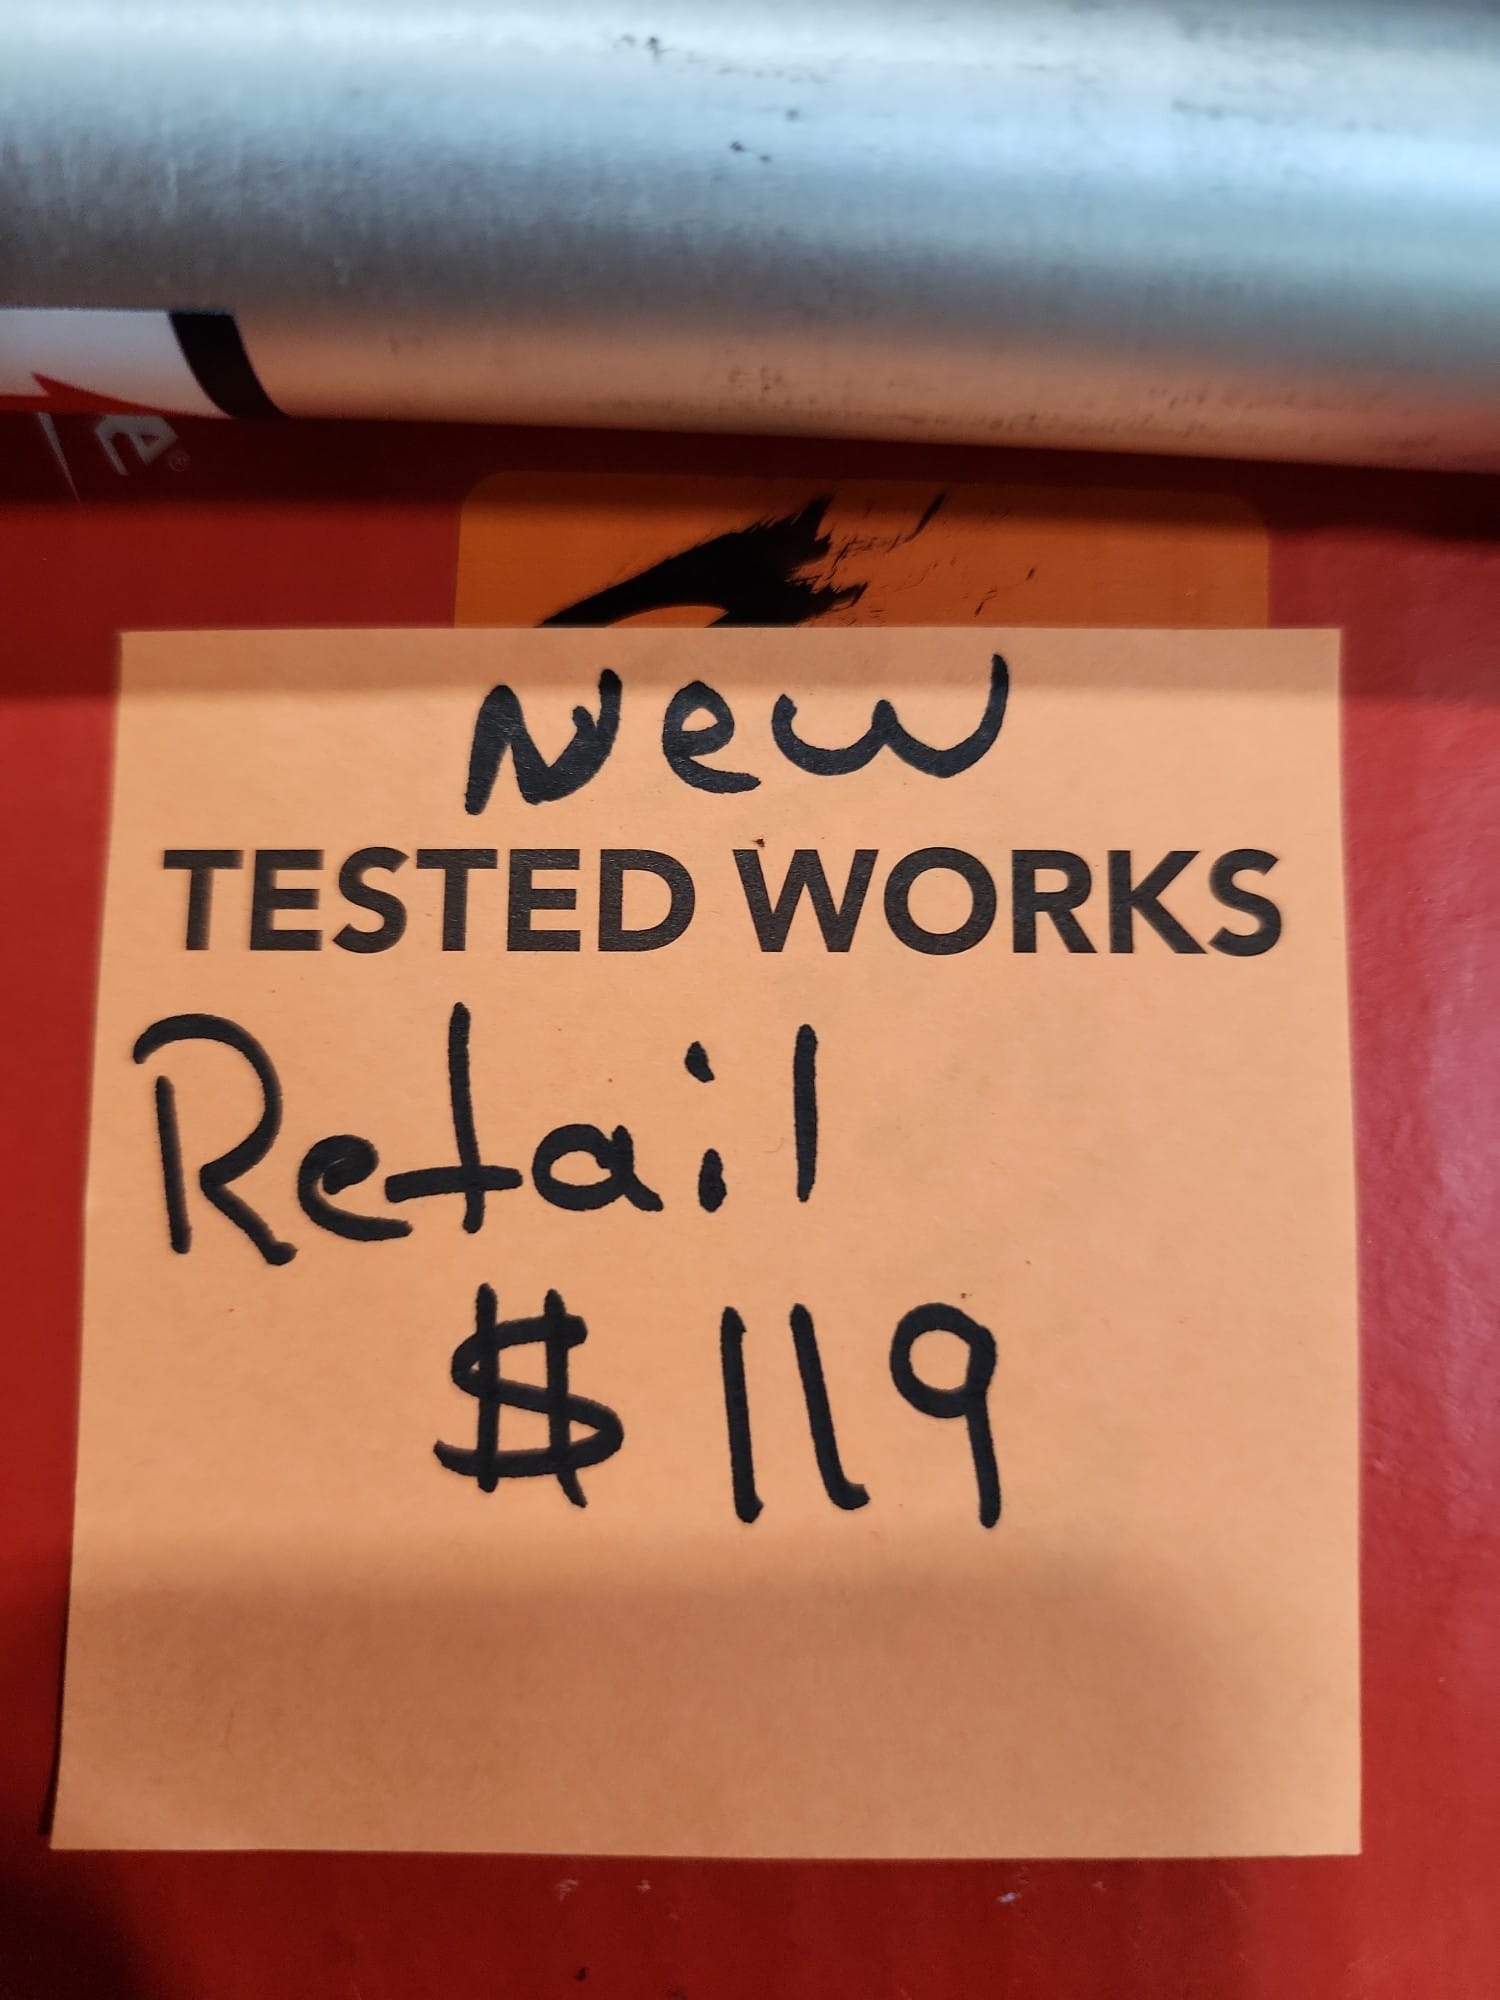 New
TESTED WORKS
Retail
$ 119